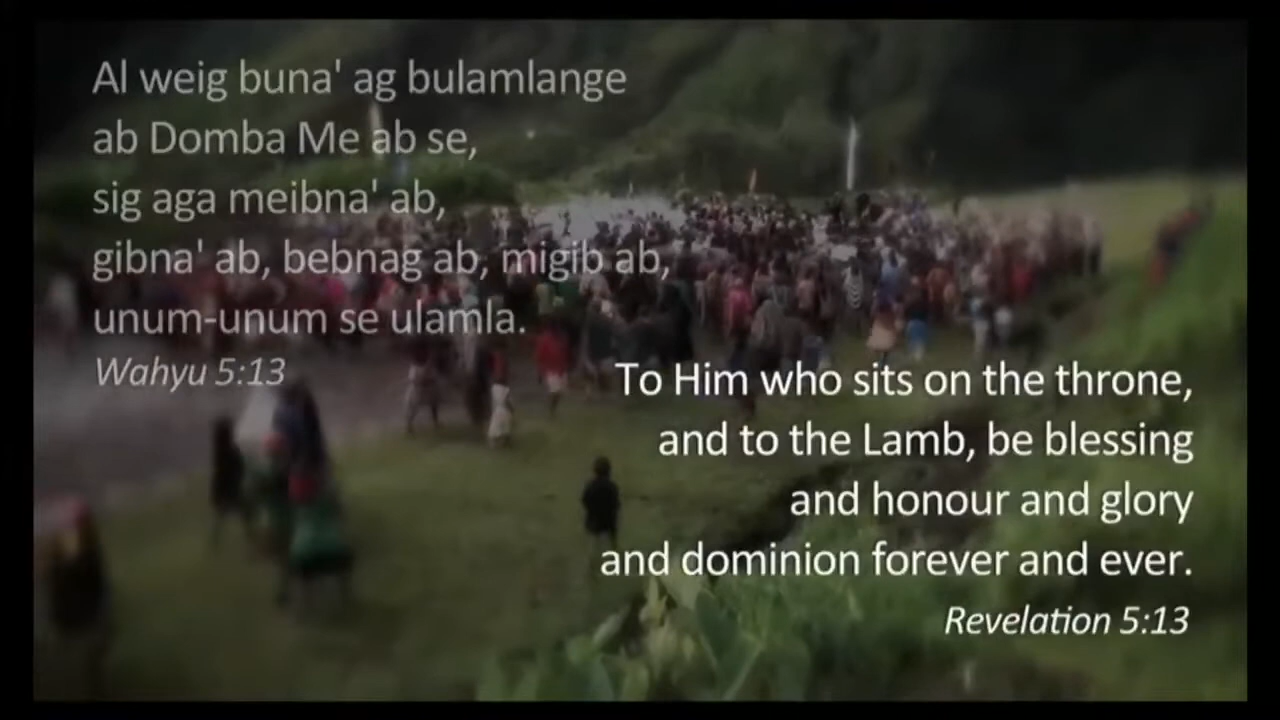 Al weig buna' ag bulamlange
ab Domba Me ab se,
sig aga meibna' ab,
gibna' ab, bebnag ab, migib ab,
unum-unum se ulamla.
Wahyu 5:13
To Him who sits on the throne,
and to the Lamb, be blessing
and honour and glory
and dominion forever and ever.
Revelation 5:13